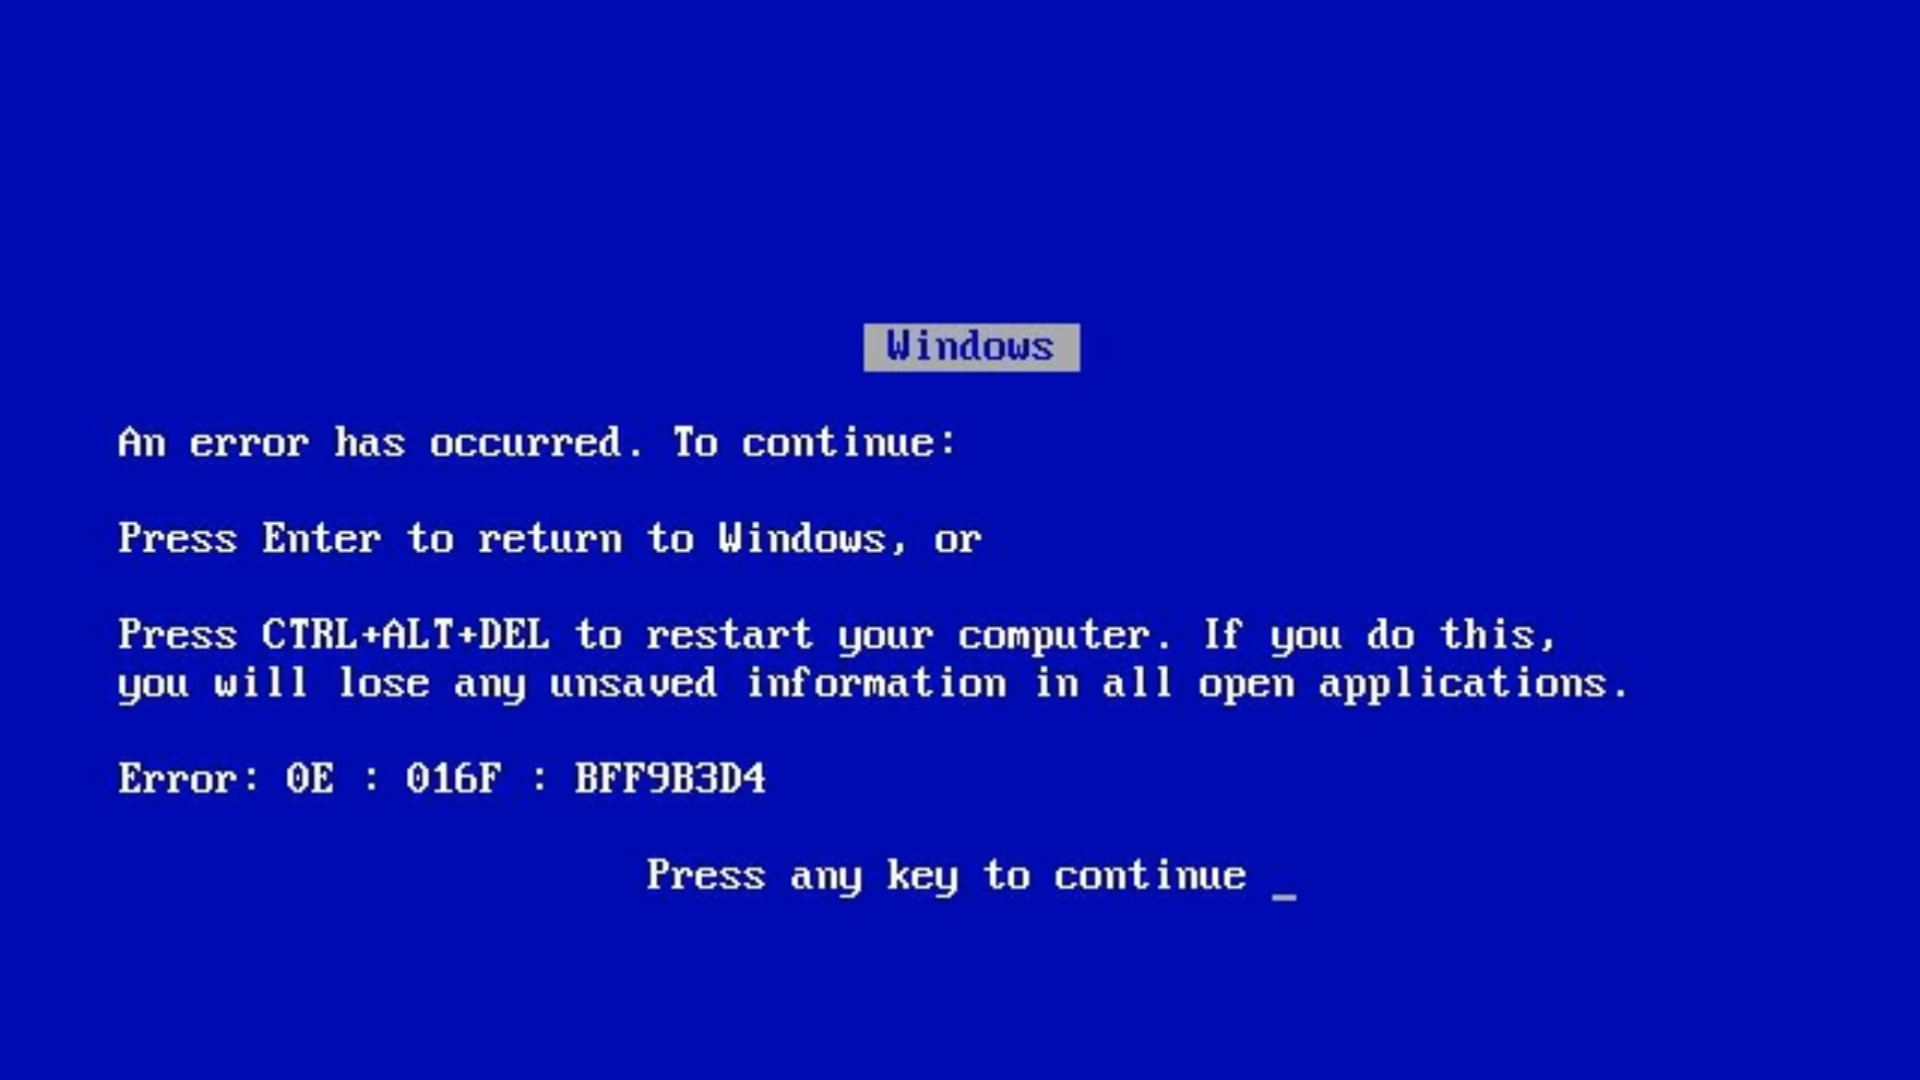 Windows
An error has occurred. To continue:
Press Enter to return to Windows, or
Press CTRL+ALT+DEL to restart your computer. If you do this,
you will lose any unsaved information in all open applications.
Error: 0E : 016F : BFF9B3D4
Press any key to continue _